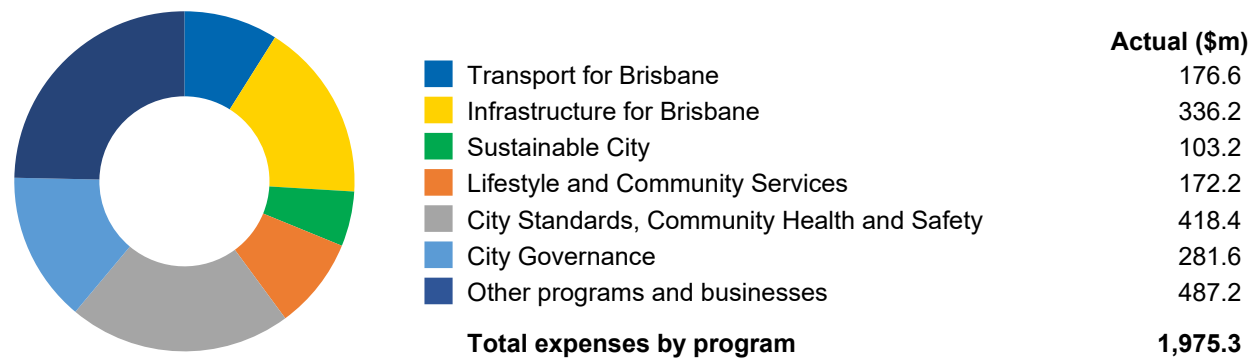 Actual ($m)
Transport for Brisbane 176.6
Infrastructure for Brisbane 336.2
Sustainable City 103.2
Lifestyle and Community Services 172.2
City Standards, Community Health and Safety 418.4
City Governance 281.6
Other programs and businesses 487.2
Total expenses by program 1,975.3